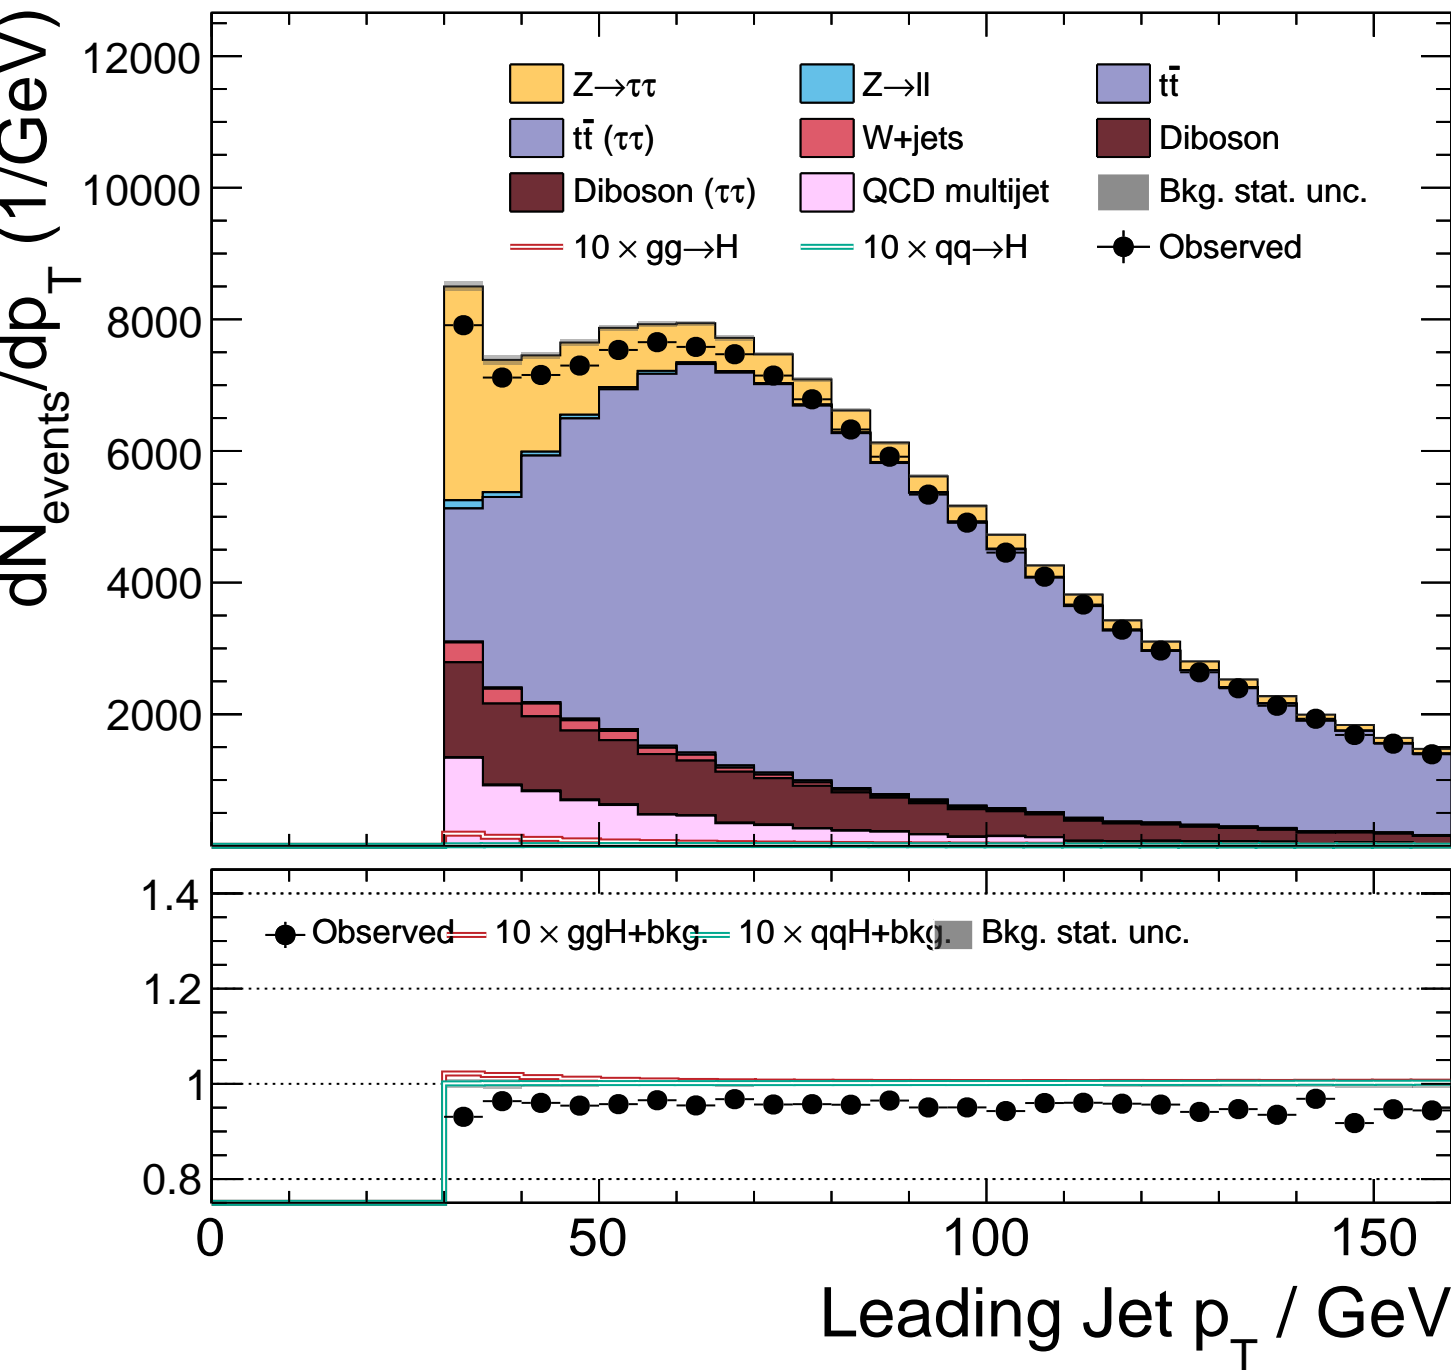 dN_events/dp_T (1/GeV)
12000
10000
8000
6000
4000
2000
Z→ττ Z→ll tt̄
tt̄ (ττ) W+jets Diboson
Diboson (ττ) QCD multijet Bkg. stat. unc.
10 × gg→H 10 × qq→H Observed
1.4
1.2
1
0.8
Observed 10 × ggH+bkg. 10 × qqH+bkg. Bkg. stat. unc.
0 50 100 150
Leading Jet p_T / GeV